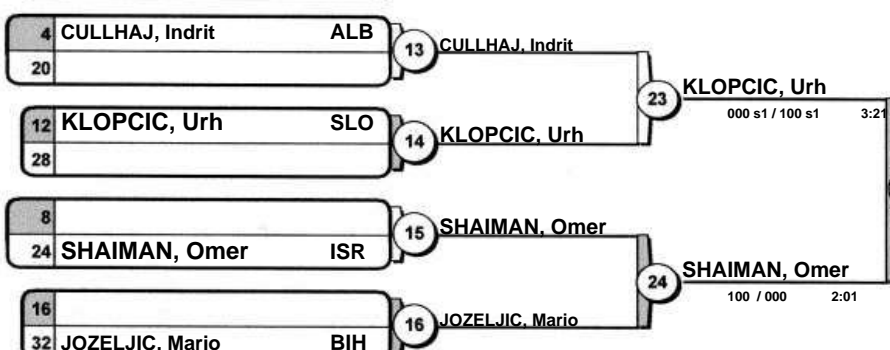 4 CULLHAJ, Indrit ALB
20
13 CULLHAJ, Indrit
12 KLOPCIC, Urh SLO
28
14 KLOPCIC, Urh
23 KLOPCIC, Urh
000 s1 / 100 s1 3:21
8
24 SHAIMAN, Omer ISR
15 SHAIMAN, Omer
16
32 JOZELJIC, Mario BIH
16 JOZELJIC, Mario
24 SHAIMAN, Omer
100 / 000 2:01